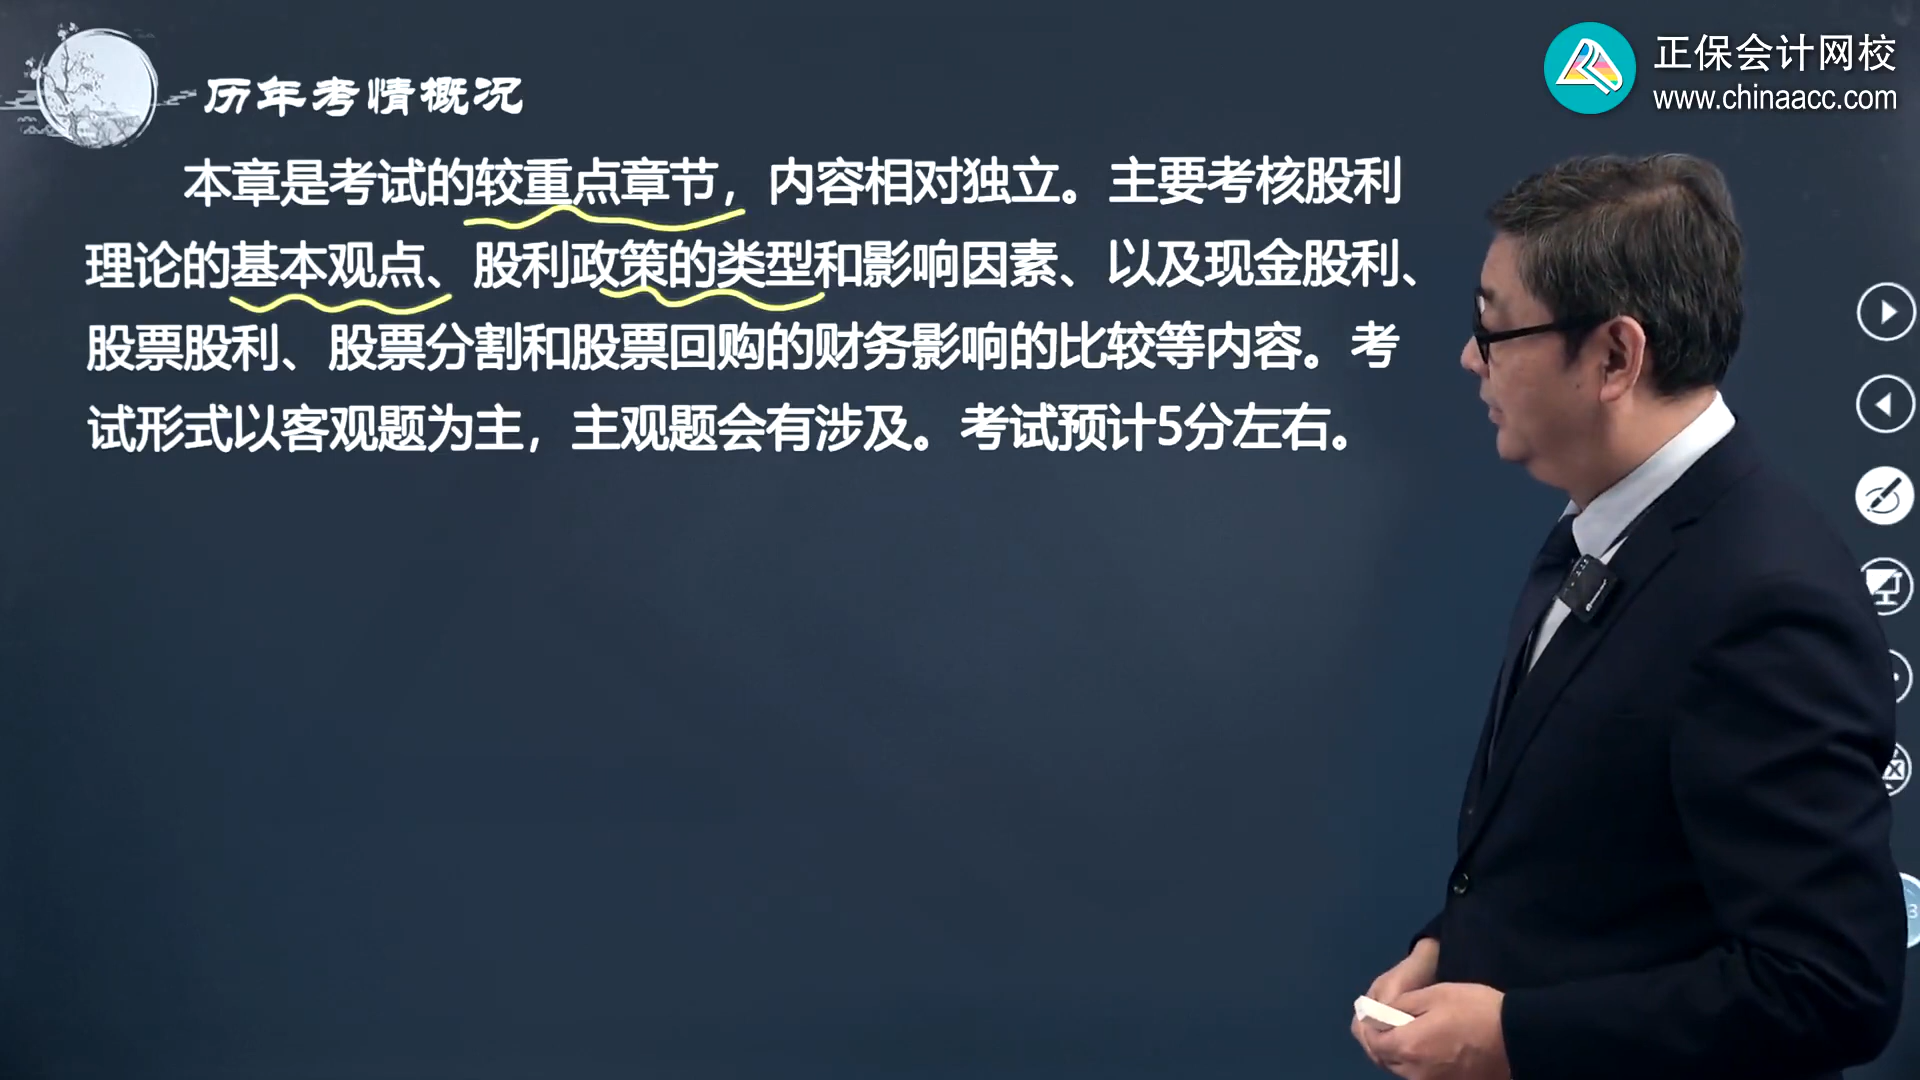 历年考情概况
正保会计网校
www.chinaacc.com
本章是考试的较重点章节，内容相对独立。主要考核股利
理论的基本观点、股利政策的类型和影响因素、以及现金股利、
股票股利、股票分割和股票回购的财务影响的比较等内容。考
试形式以客观题为主，主观题会有涉及。考试预计5分左右。